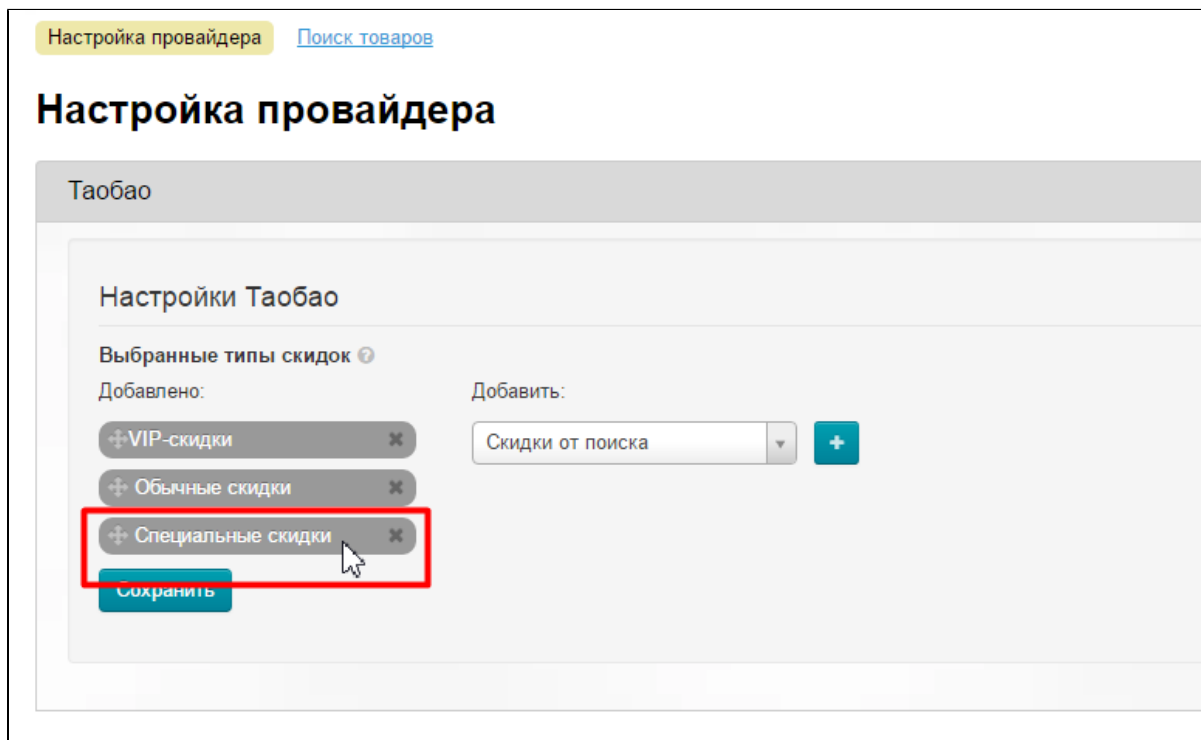 Настройка провайдера Поиск товаров
Настройка провайдера
Таобао
Настройки Таобао
Выбранные типы скидок ?
Добавлено: Добавить:
VIP-скидки Скидки от поиска +
Обычные скидки
Специальные скидки
Сохранить